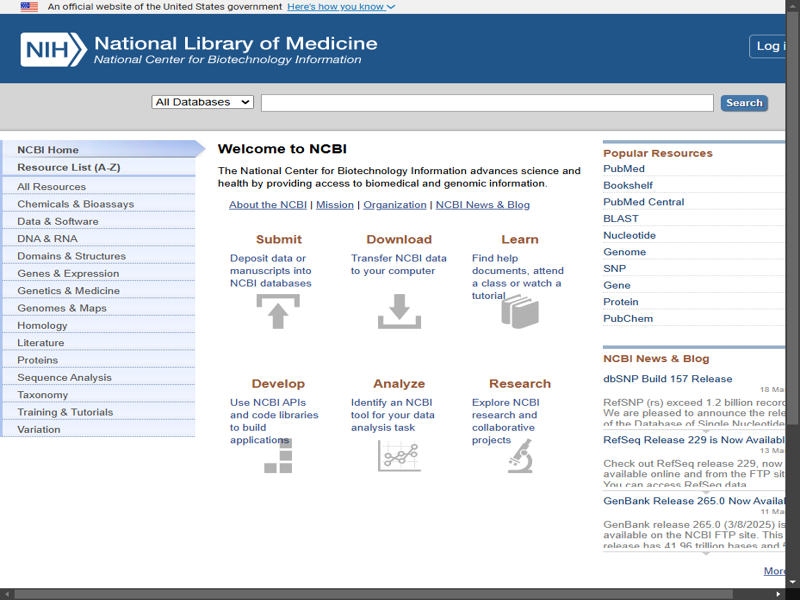 An official website of the United States government Here's how you know
NIH National Library of Medicine
National Center for Biotechnology Information
Log i
All Databases
Search
NCBI Home
Resource List (A-Z)
All Resources
Chemicals & Bioassays
Data & Software
DNA & RNA
Domains & Structures
Genes & Expression
Genetics & Medicine
Genomes & Maps
Homology
Literature
Proteins
Sequence Analysis
Taxonomy
Training & Tutorials
Variation
Welcome to NCBI
The National Center for Biotechnology Information advances science and
health by providing access to biomedical and genomic information.
About the NCBI | Mission | Organization | NCBI News & Blog
Submit
Deposit data or
manuscripts into
NCBI databases
Download
Transfer NCBI data
to your computer
Learn
Find help
documents, attend
a class or watch a
tutorial
Develop
Use NCBI APIs
and code libraries
to build
applications
Analyze
Identify an NCBI
tool for your data
analysis task
Research
Explore NCBI
research and
collaborative
projects
Popular Resources
PubMed
Bookshelf
PubMed Central
BLAST
Nucleotide
Genome
SNP
Gene
Protein
PubChem
NCBI News & Blog
dbSNP Build 157 Release
18 Ma
RefSNP (rs) exceed 1.2 billion record
We are pleased to announce the rele
of the Database of Single Nucleotide
RefSeq Release 229 is Now Availabl
13 Ma
Check out RefSeq release 229, now
available online and from the FTP sit
You can access RefSeq data
GenBank Release 265.0 Now Availa
11 Ma
GenBank release 265.0 (3/8/2025) is
available on the NCBI FTP site. This
release has 41.96 trillion bases and
More